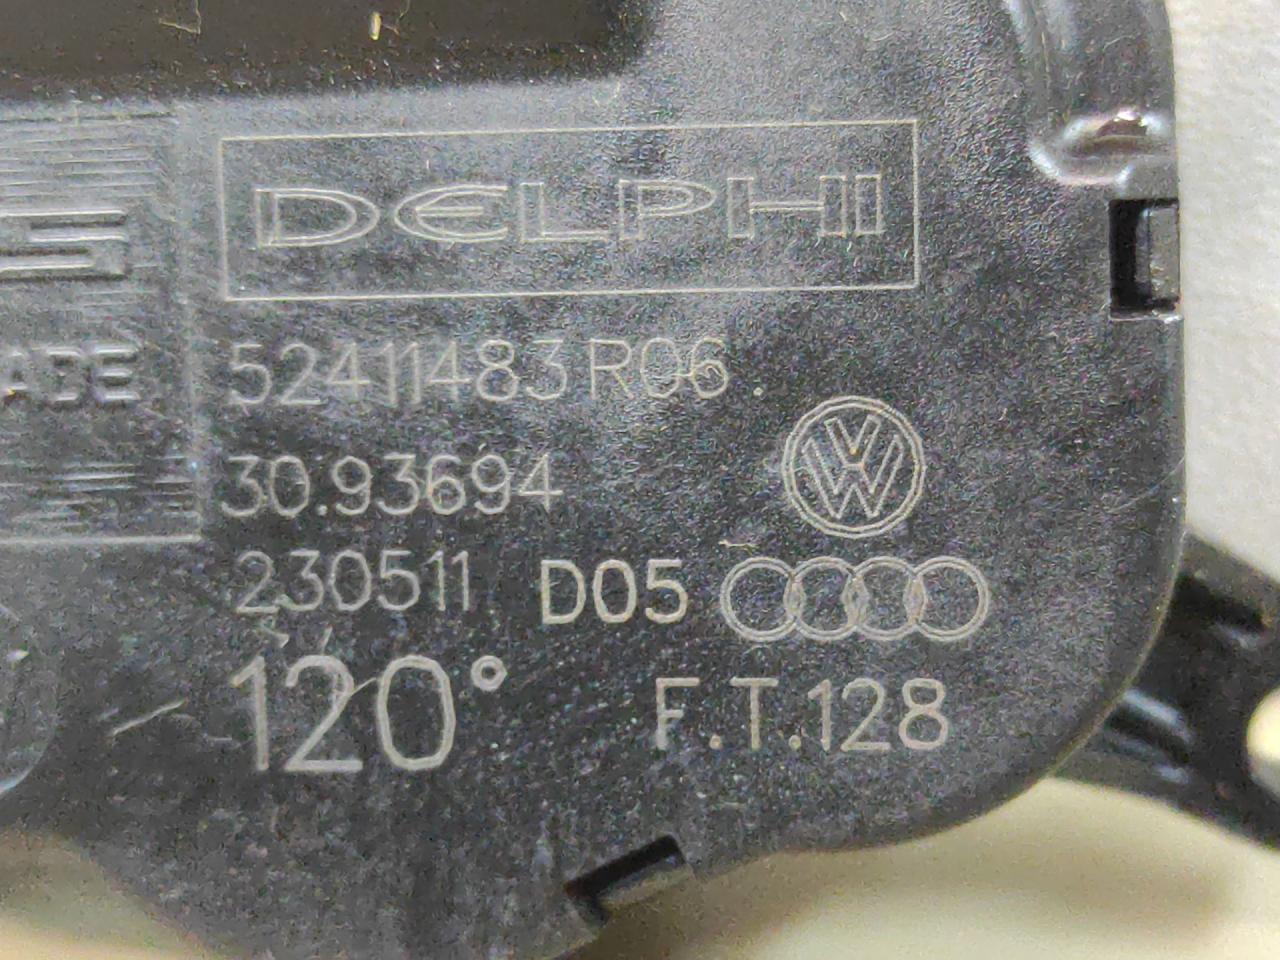 DELPHI
52411483 R06.
30.93694
230511 D05
120°
F.T.128